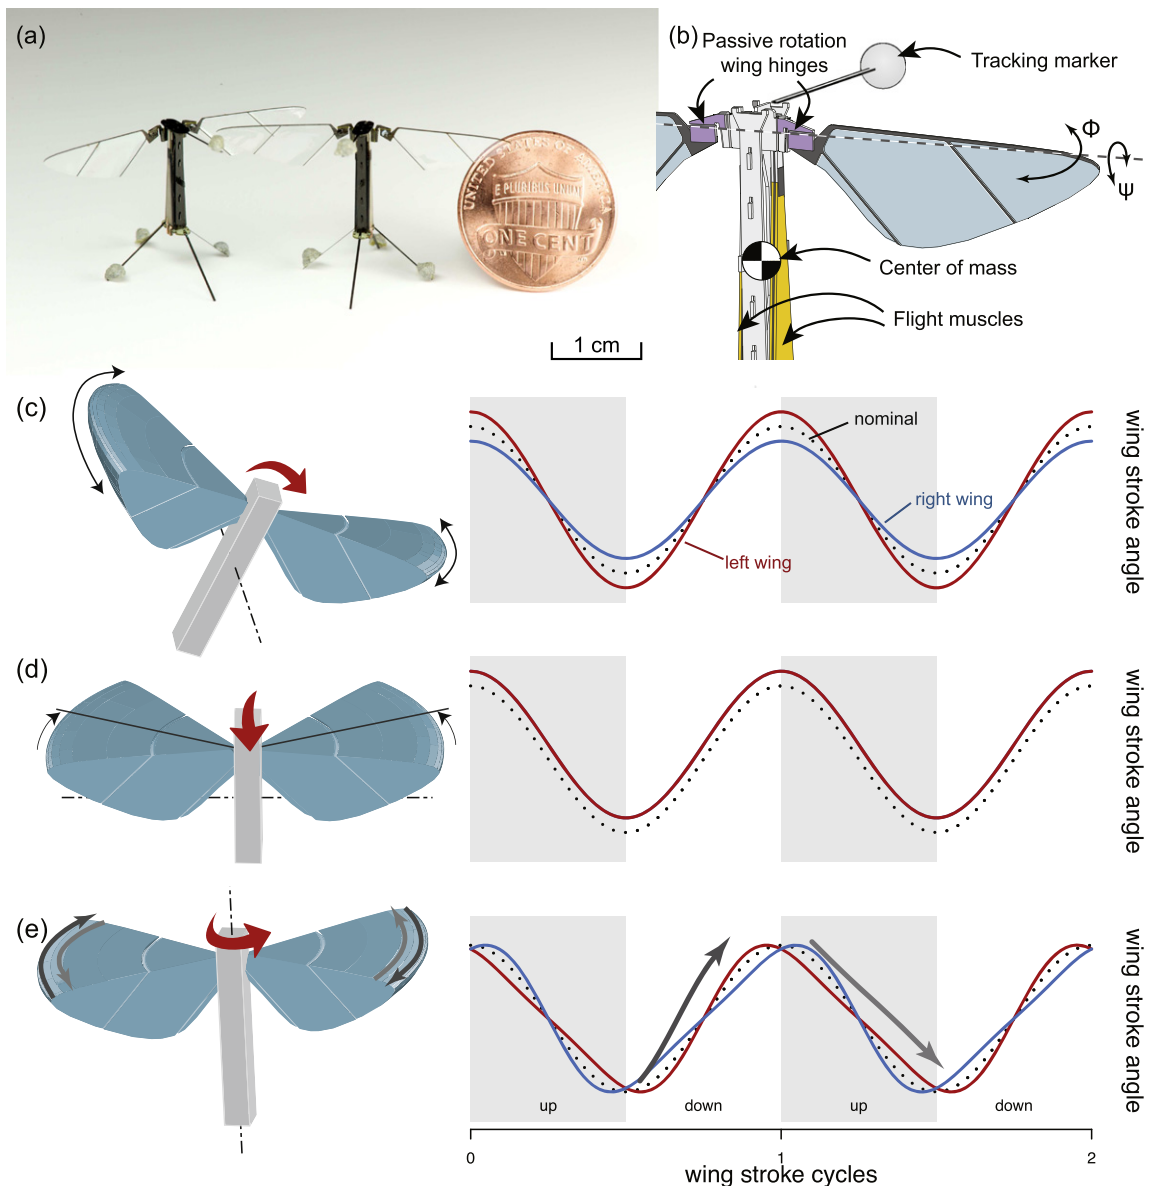 (a)
UNITED STATES OF AMERICA
E PLURIBUS UNUM
ONE CENT
1 cm
(b)
Passive rotation
wing hinges
Tracking marker
Φ
Ψ
Center of mass
Flight muscles
(c)
nominal
right wing
left wing
wing stroke angle
(d)
wing stroke angle
(e)
up
down
up
down
wing stroke angle
0
1
2
wing stroke cycles